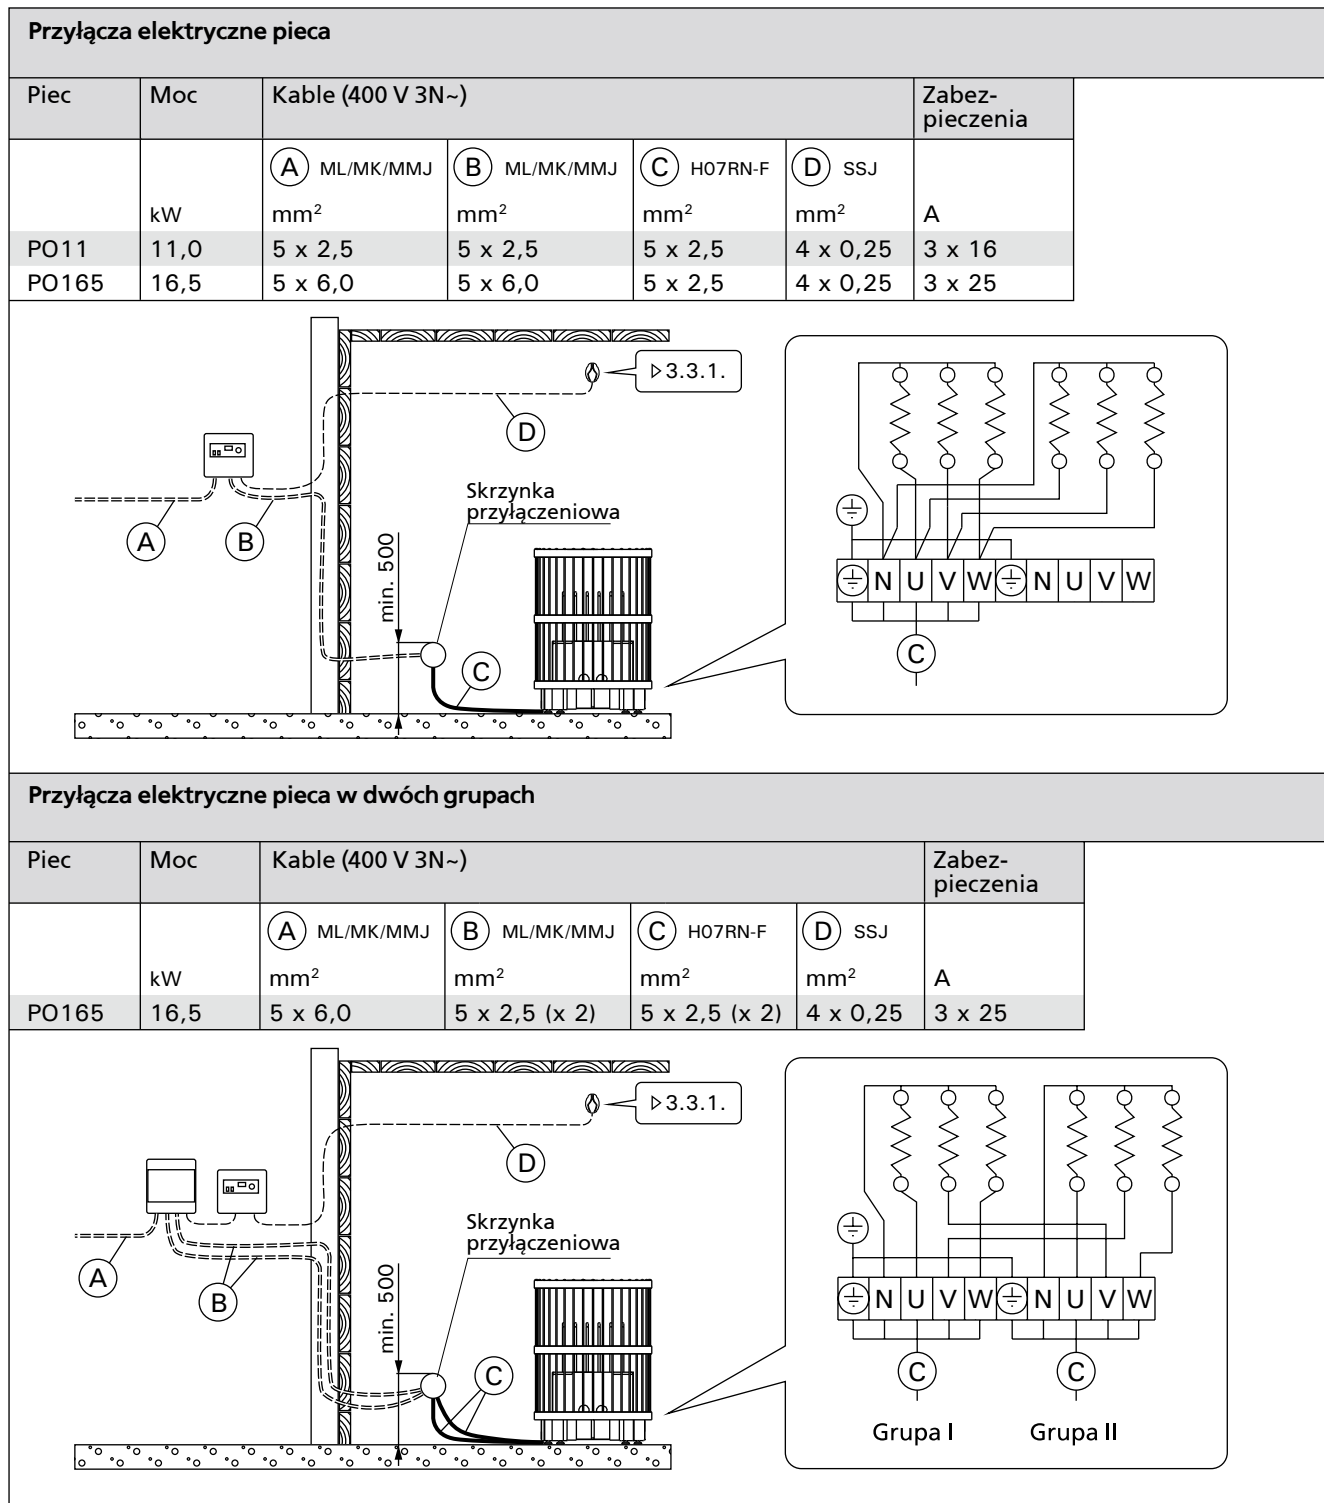 Przyłącza elektryczne pieca
Piec Moc Kable (400 V 3N~) Zabez-
pieczenia
A ML/MK/MMJ B ML/MK/MMJ C H07RN-F D SSJ
kW mm² mm² mm² mm² A
PO11 11,0 5 x 2,5 5 x 2,5 5 x 2,5 4 x 0,25 3 x 16
PO165 16,5 5 x 6,0 5 x 6,0 5 x 2,5 4 x 0,25 3 x 25
▷3.3.1.
D
Skrzynka
przyłączeniowa
A
B
min. 500
C
N U V W N U V W
C
Przyłącza elektryczne pieca w dwóch grupach
Piec Moc Kable (400 V 3N~) Zabez-
pieczenia
A ML/MK/MMJ B ML/MK/MMJ C H07RN-F D SSJ
kW mm² mm² mm² mm² A
PO165 16,5 5 x 6,0 5 x 2,5 (x 2) 5 x 2,5 (x 2) 4 x 0,25 3 x 25
▷3.3.1.
D
Skrzynka
przyłączeniowa
A
B
min. 500
C
N U V W N U V W
C C
Grupa I Grupa II